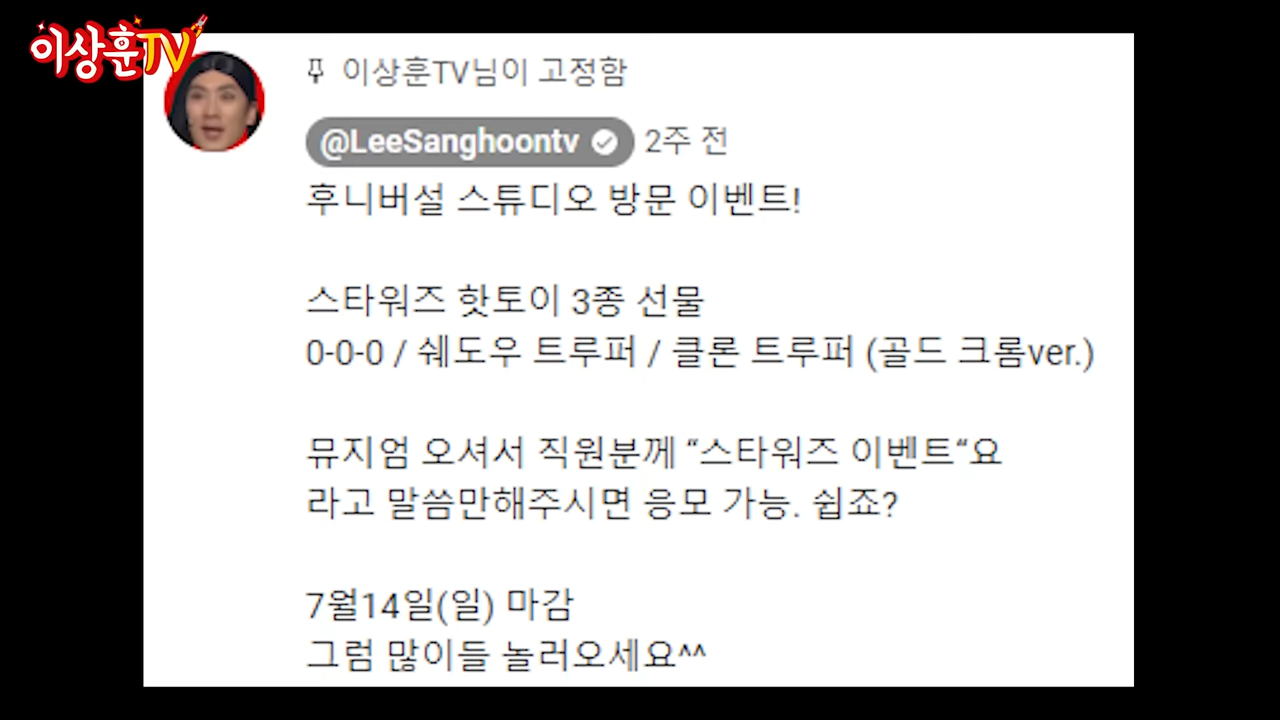 이상훈TV
이상훈TV님이 고정함
@LeeSanghoontv 2주 전
후니버설 스튜디오 방문 이벤트!
스타워즈 핫토이 3종 선물
0-0-0 / 쉐도우 트루퍼 / 클론 트루퍼 (골드 크롬ver.)
뮤지엄 오셔서 직원분께 “스타워즈 이벤트“요
라고 말씀만해주시면 응모 가능. 쉽죠?
7월14일(일) 마감
그럼 많이들 놀러오세요^^